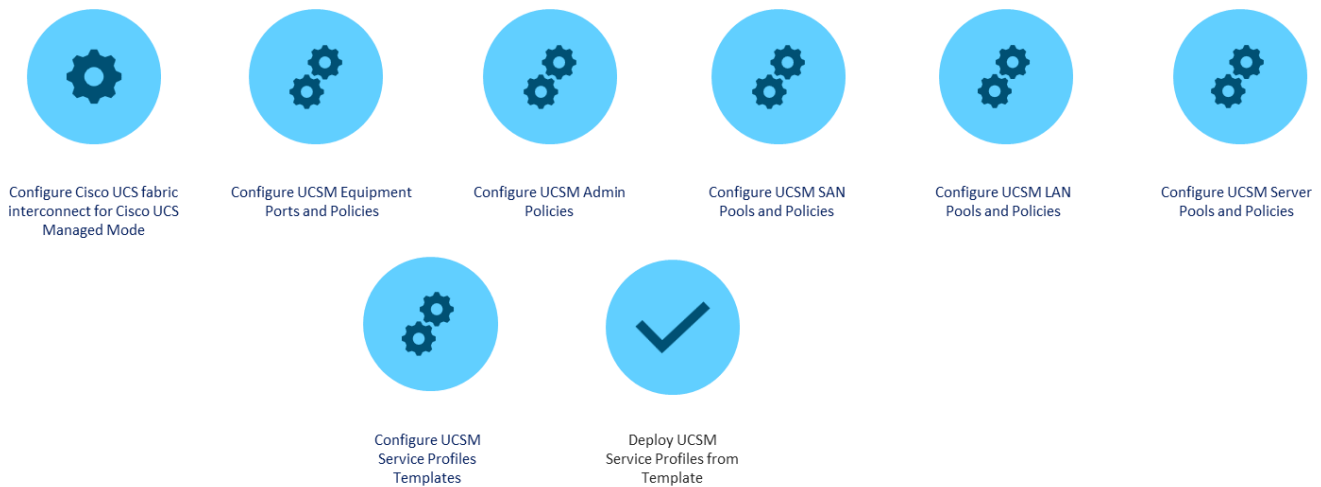 Configure Cisco UCS fabric
interconnect for Cisco UCS
Managed Mode
Configure UCSM Equipment
Ports and Policies
Configure UCSM Admin
Policies
Configure UCSM SAN
Pools and Policies
Configure UCSM LAN
Pools and Policies
Configure UCSM Server
Pools and Policies
Configure UCSM
Service Profiles
Templates
Deploy UCSM
Service Profiles from
Template